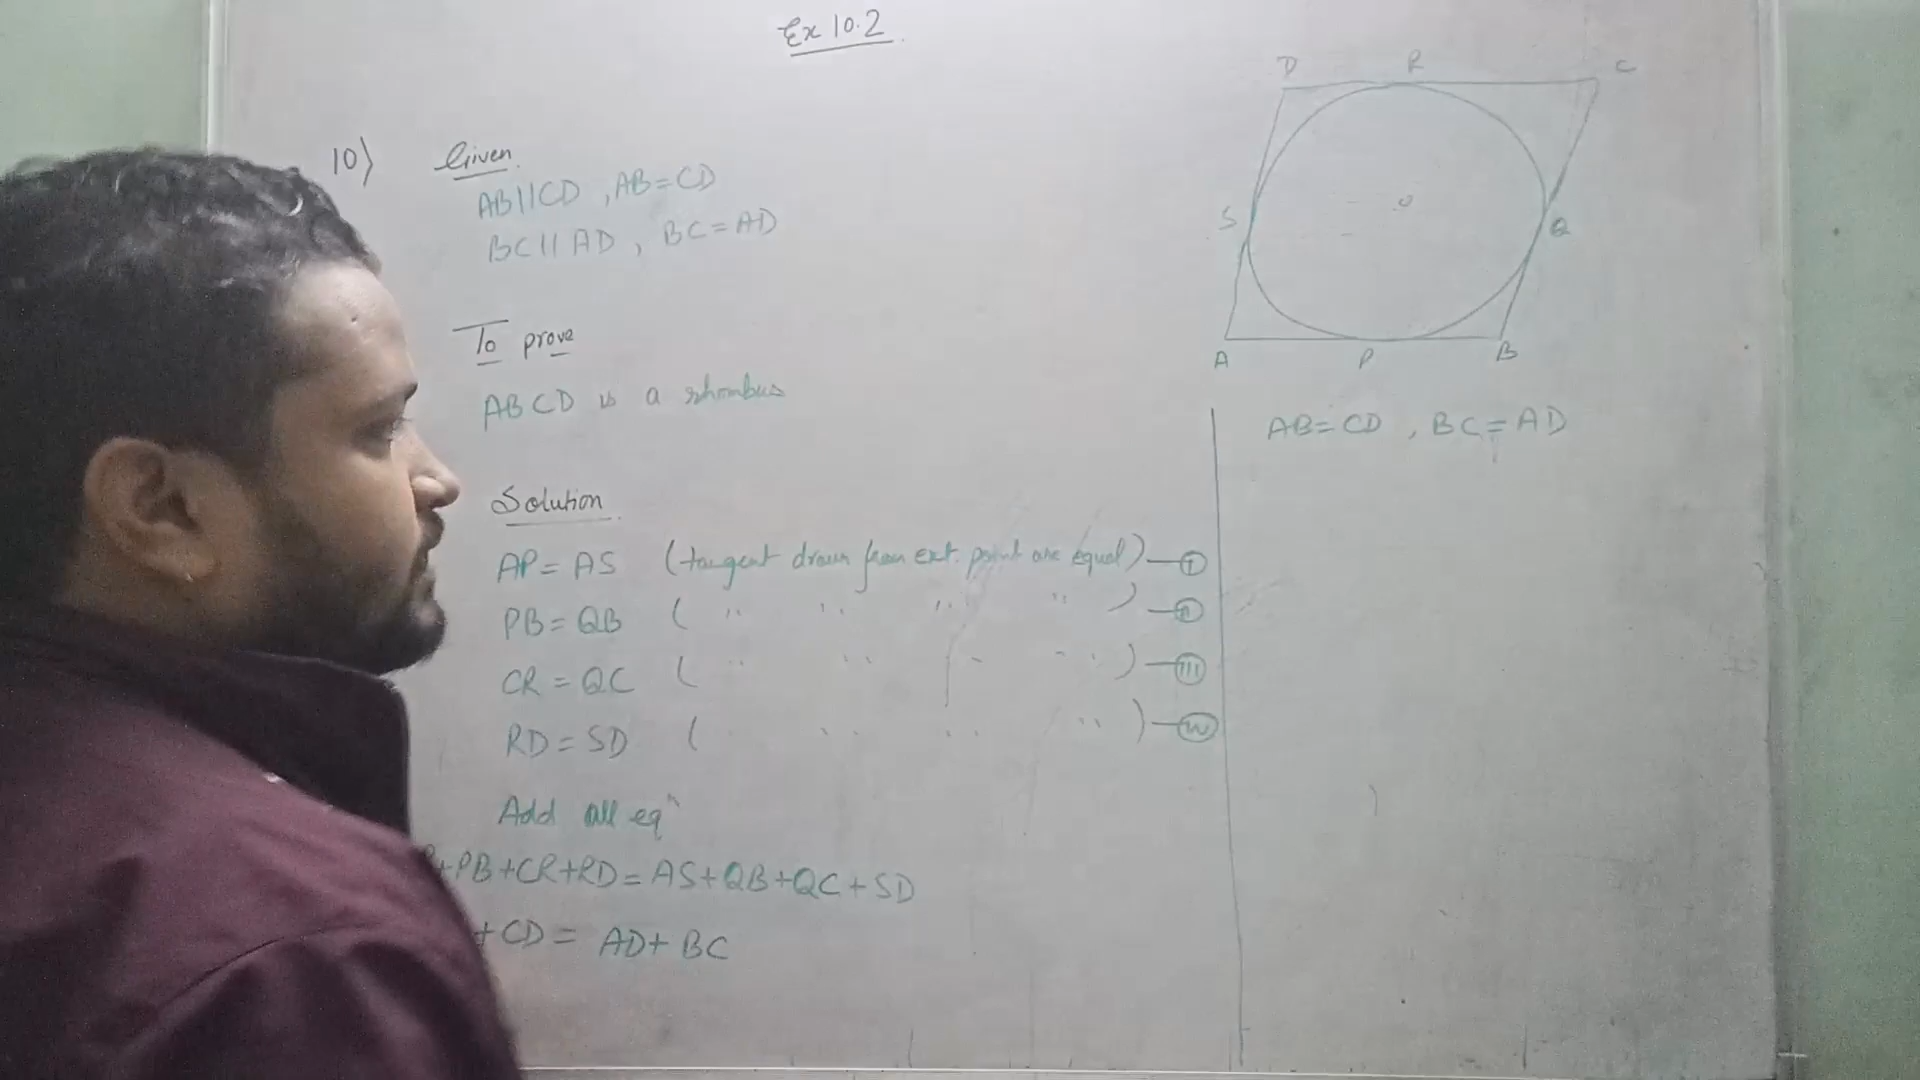 Ex 10.2
10) Given
AB||CD , AB=CD
BC||AD , BC=AD
To prove
ABCD is a rhombus
Solution
AP=AS (tangent drawn from ext. point are equal) — I
PB=QB ( " " " " ) — II
CR=QC ( " " " " ) — III
RD=SD ( " " " " ) — IV
Add all eqⁿ
+PB+CR+RD=AS+QB+QC+SD
+CD= AD+BC
D R C
S O Q
A P B
AB=CD , BC=AD